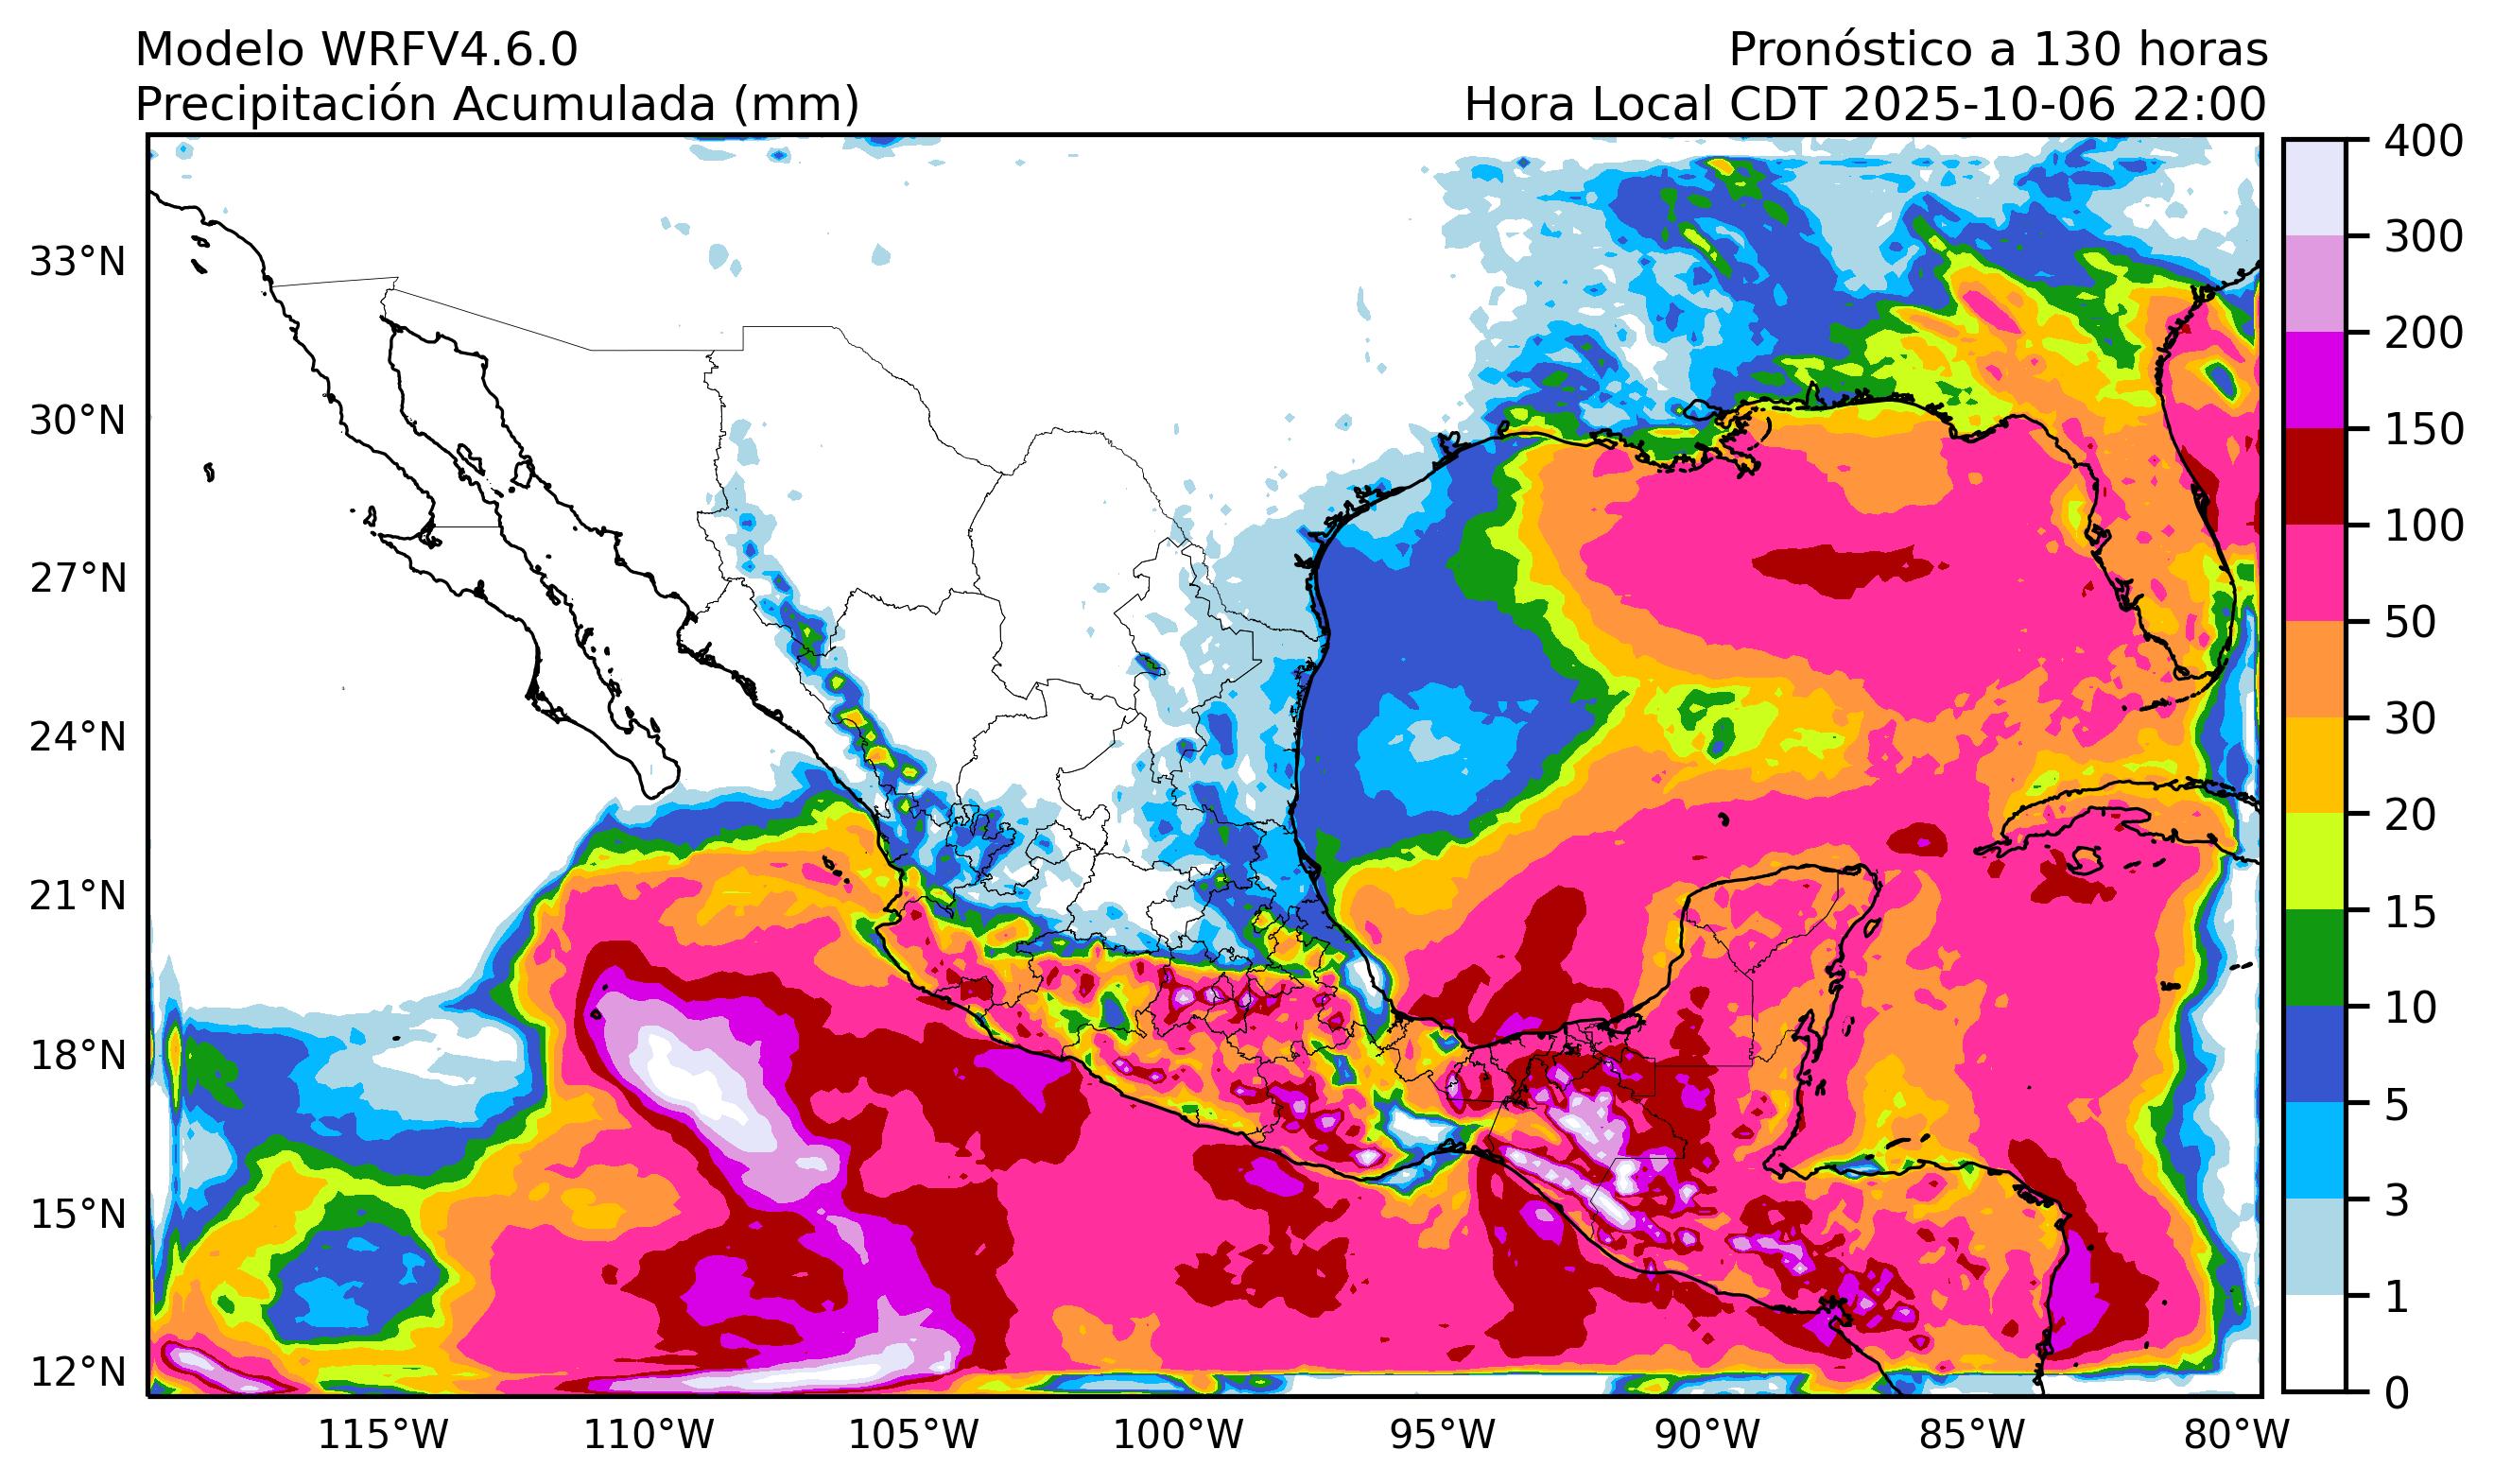 Modelo WRFV4.6.0
Pronóstico a 130 horas
Precipitación Acumulada (mm)
Hora Local CDT 2025-10-06 22:00
33°N
30°N
27°N
24°N
21°N
18°N
15°N
12°N
115°W
110°W
105°W
100°W
95°W
90°W
85°W
80°W
400
300
200
150
100
50
30
20
15
10
5
3
1
0